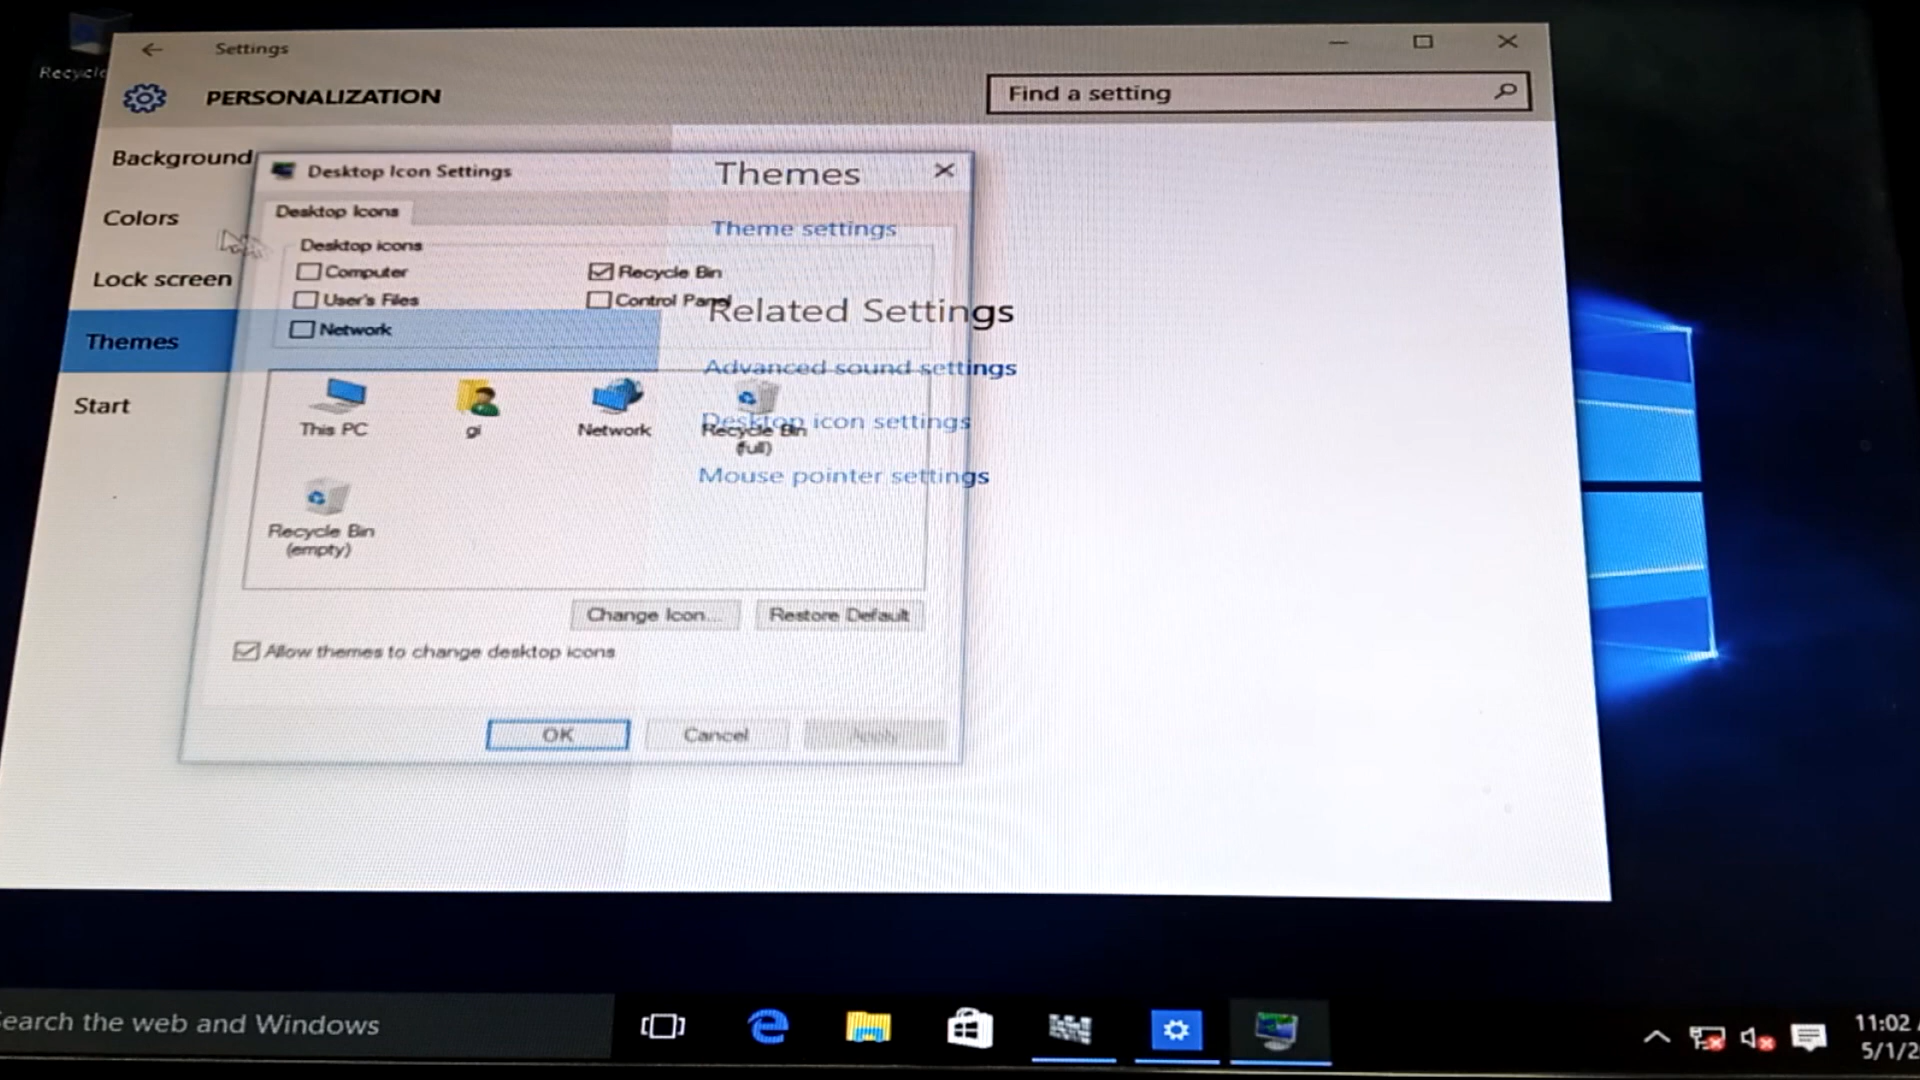 Recycle
Settings
PERSONALIZATION
Find a setting
Background
Colors
Lock screen
Themes
Start
Desktop Icon Settings
Desktop Icons
Desktop icons
Computer
Recycle Bin
User's Files
Control Panel
Network
This PC
gi
Network
Recycle Bin
(full)
Recycle Bin
(empty)
Change Icon...
Restore Default
Allow themes to change desktop icons
OK
Cancel
Apply
Themes
Theme settings
Related Settings
Advanced sound settings
Desktop icon settings
Mouse pointer settings
earch the web and Windows
11:02
5/1/2